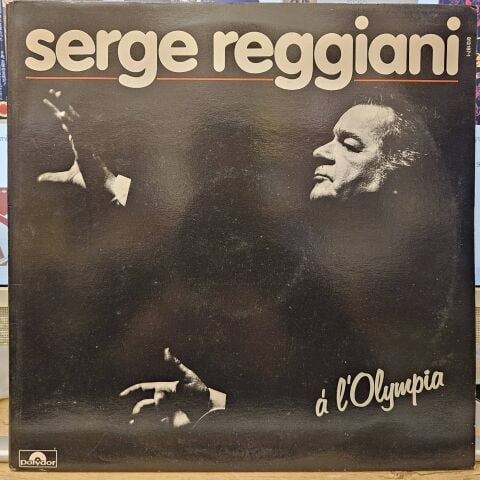 serge reggiani
à l'Olympia
Polydor